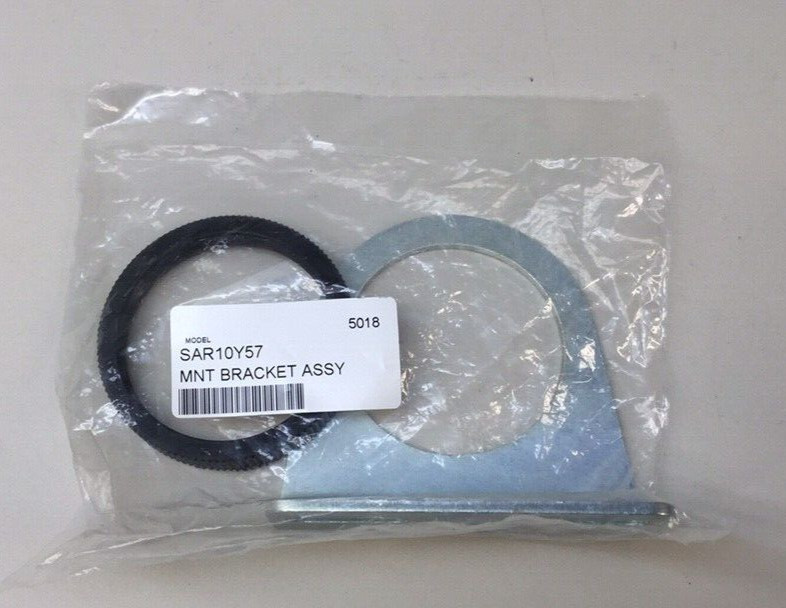 5018
MODEL
SAR10Y57
MNT BRACKET ASSY